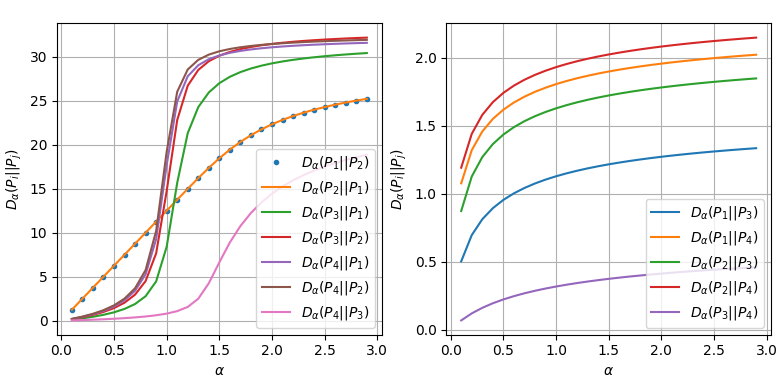 D_α(P_i||P_j)
30
25
20
15
10
5
0
0.0 0.5 1.0 1.5 2.0 2.5 3.0
α
D_α(P_1||P_2)
D_α(P_2||P_1)
D_α(P_3||P_1)
D_α(P_3||P_2)
D_α(P_4||P_1)
D_α(P_4||P_2)
D_α(P_4||P_3)
D_α(P_i||P_j)
2.0
1.5
1.0
0.5
0.0
0.0 0.5 1.0 1.5 2.0 2.5 3.0
α
D_α(P_1||P_3)
D_α(P_1||P_4)
D_α(P_2||P_3)
D_α(P_2||P_4)
D_α(P_3||P_4)